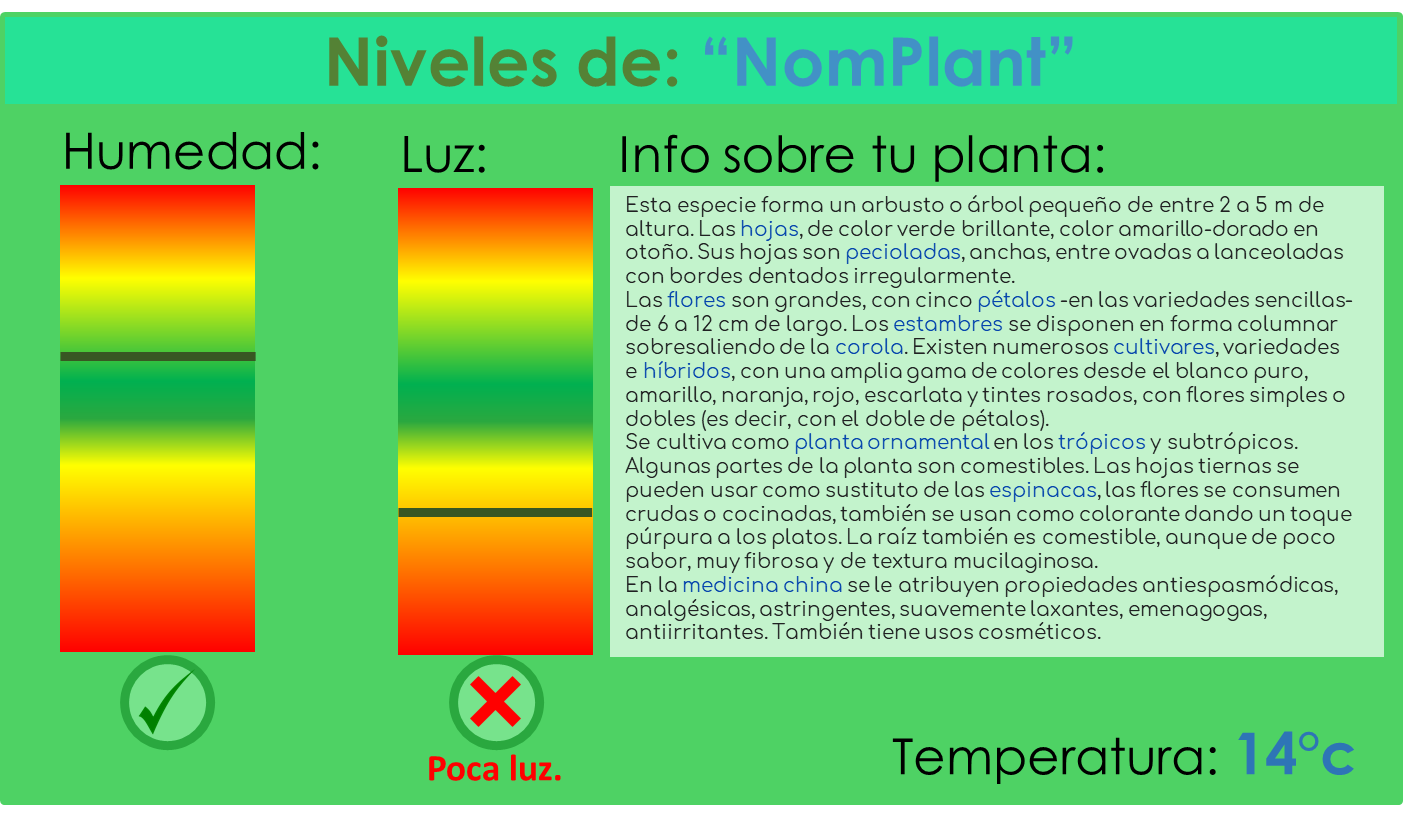 Niveles de: “NomPlant”
Humedad:
Luz:
Poca luz.
Info sobre tu planta:
Esta especie forma un arbusto o árbol pequeño de entre 2 a 5 m de
altura. Las hojas, de color verde brillante, color amarillo-dorado en
otoño. Sus hojas son pecioladas, anchas, entre ovadas a lanceoladas
con bordes dentados irregularmente.
Las flores son grandes, con cinco pétalos -en las variedades sencillas-
de 6 a 12 cm de largo. Los estambres se disponen en forma columnar
sobresaliendo de la corola. Existen numerosos cultivares, variedades
e híbridos, con una amplia gama de colores desde el blanco puro,
amarillo, naranja, rojo, escarlata y tintes rosados, con flores simples o
dobles (es decir, con el doble de pétalos).
Se cultiva como planta ornamental en los trópicos y subtrópicos.
Algunas partes de la planta son comestibles. Las hojas tiernas se
pueden usar como sustituto de las espinacas, las flores se consumen
crudas o cocinadas, también se usan como colorante dando un toque
púrpura a los platos. La raíz también es comestible, aunque de poco
sabor, muy fibrosa y de textura mucilaginosa.
En la medicina china se le atribuyen propiedades antiespasmódicas,
analgésicas, astringentes, suavemente laxantes, emenagogas,
antiirritantes. También tiene usos cosméticos.
Temperatura: 14°c